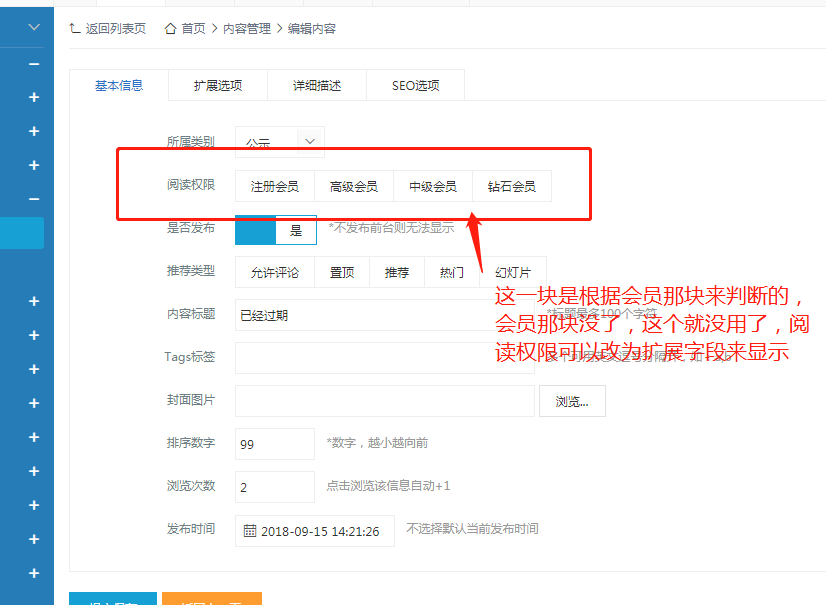 返回列表页 首页 > 内容管理 > 编辑内容
基本信息 扩展选项 详细描述 SEO选项
所属类别 公示
阅读权限 注册会员 高级会员 中级会员 钻石会员
是否发布 是 *不发布前台则无法显示
推荐类型 允许评论 置顶 推荐 热门 幻灯片
这一块是根据会员那块来判断的，
内容标题 已经过期 *标题最多100个字符
会员那块没了，这个就没用了，阅
Tags标签
读权限可以改为扩展字段来显示
封面图片 浏览...
排序数字 99 *数字，越小越向前
浏览次数 2 点击浏览该信息自动+1
发布时间 2018-09-15 14:21:26 不选择默认当前发布时间